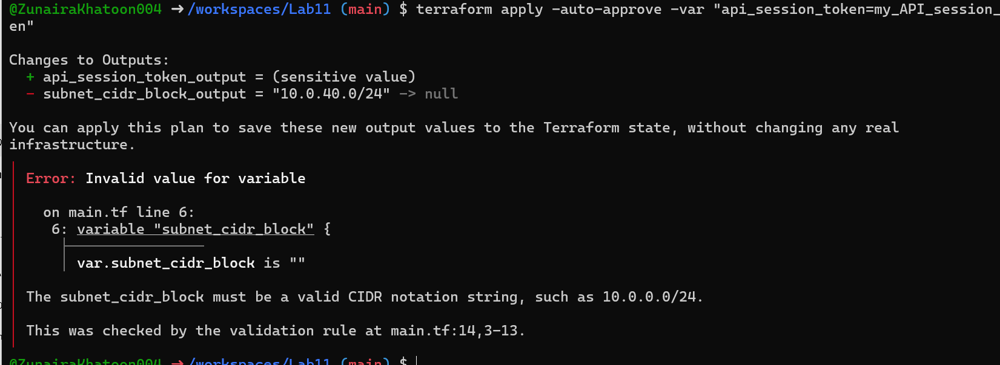 @ZunairaKhatoon004 ➜ /workspaces/Lab11 (main) $ terraform apply -auto-approve -var "api_session_token=my_API_session_
en"
Changes to Outputs:
+ api_session_token_output = (sensitive value)
- subnet_cidr_block_output = "10.0.40.0/24" -> null
You can apply this plan to save these new output values to the Terraform state, without changing any real
infrastructure.
Error: Invalid value for variable
on main.tf line 6:
6: variable "subnet_cidr_block" {
var.subnet_cidr_block is ""
The subnet_cidr_block must be a valid CIDR notation string, such as 10.0.0.0/24.
This was checked by the validation rule at main.tf:14,3-13.
@ZunairaKhatoon004 ➜ /workspaces/Lab11 (main) $